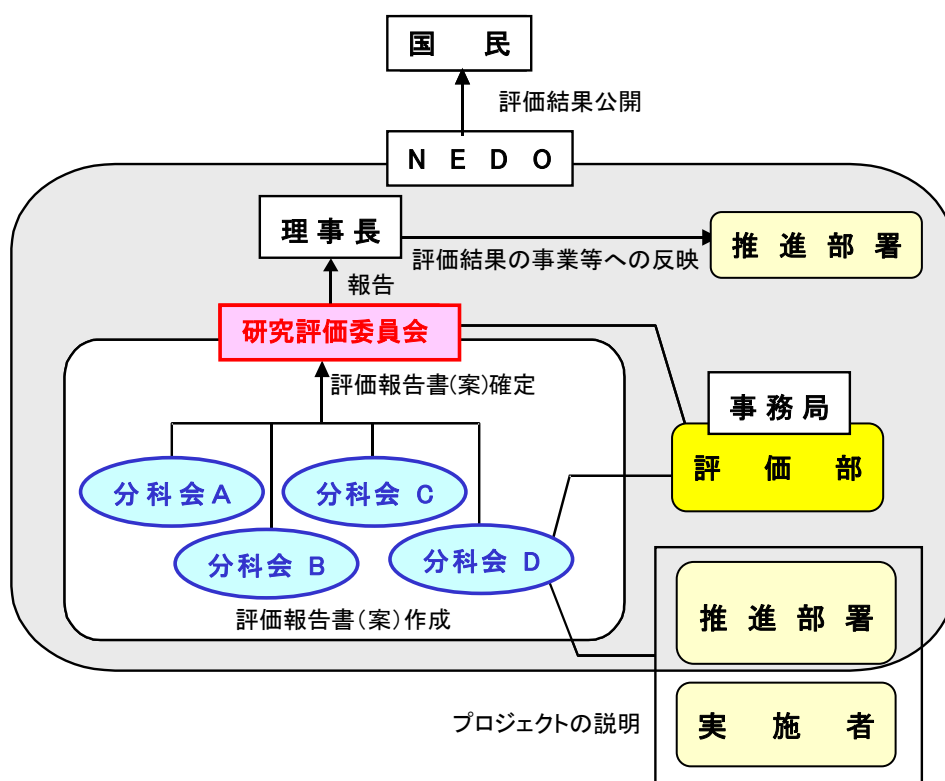 国 民
評価結果公開
N E D O
理 事 長
推 進 部 署
評価結果の事業等への反映
報告
研究評価委員会
評価報告書(案)確定
事 務 局
評 価 部
分科会 A
分科会 C
分科会 B
分科会 D
評価報告書(案)作成
推 進 部 署
プロジェクトの説明
実 施 者